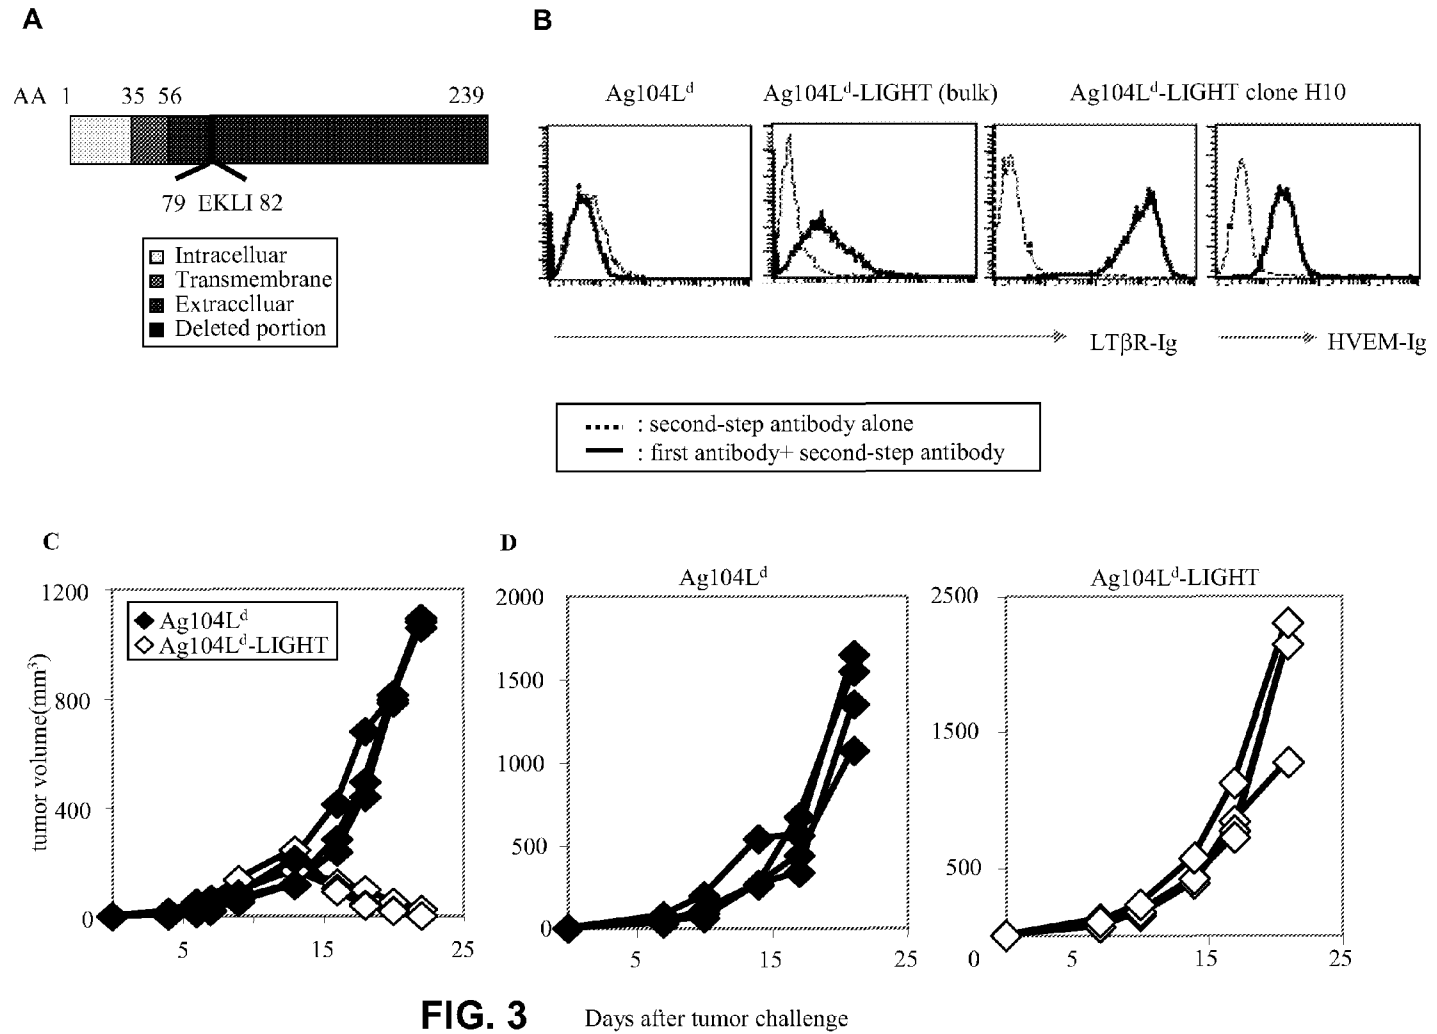 A
AA 1 35 56 239
79 EKLI 82
Intracelluar
Transmembrane
Extracelluar
Deleted portion
B
Ag104Lᵈ
Ag104Lᵈ-LIGHT (bulk)
Ag104Lᵈ-LIGHT clone H10
LTβR-Ig
HVEM-Ig
: second-step antibody alone
: first antibody+ second-step antibody
C
1200
800
400
0
5 15 25
tumor volume(mm³)
Ag104Lᵈ
Ag104Lᵈ-LIGHT
D
Ag104Lᵈ
2000
1500
1000
500
0
5 15 25
Ag104Lᵈ-LIGHT
2500
1500
500
0 5 15 25
FIG. 3
Days after tumor challenge